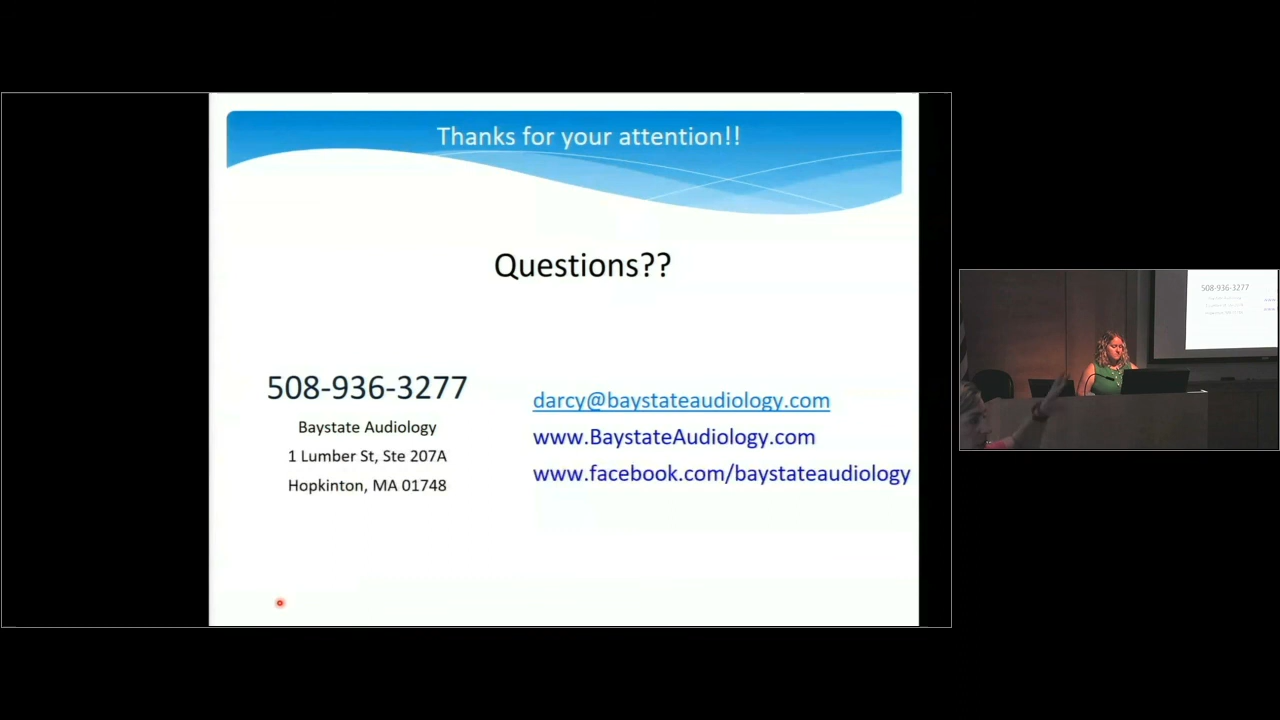 Thanks for your attention!!
Questions??
508-936-3277
Baystate Audiology
1 Lumber St, Ste 207A
Hopkinton, MA 01748
darcy@baystateaudiology.com
www.BaystateAudiology.com
www.facebook.com/baystateaudiology
508-936-3277